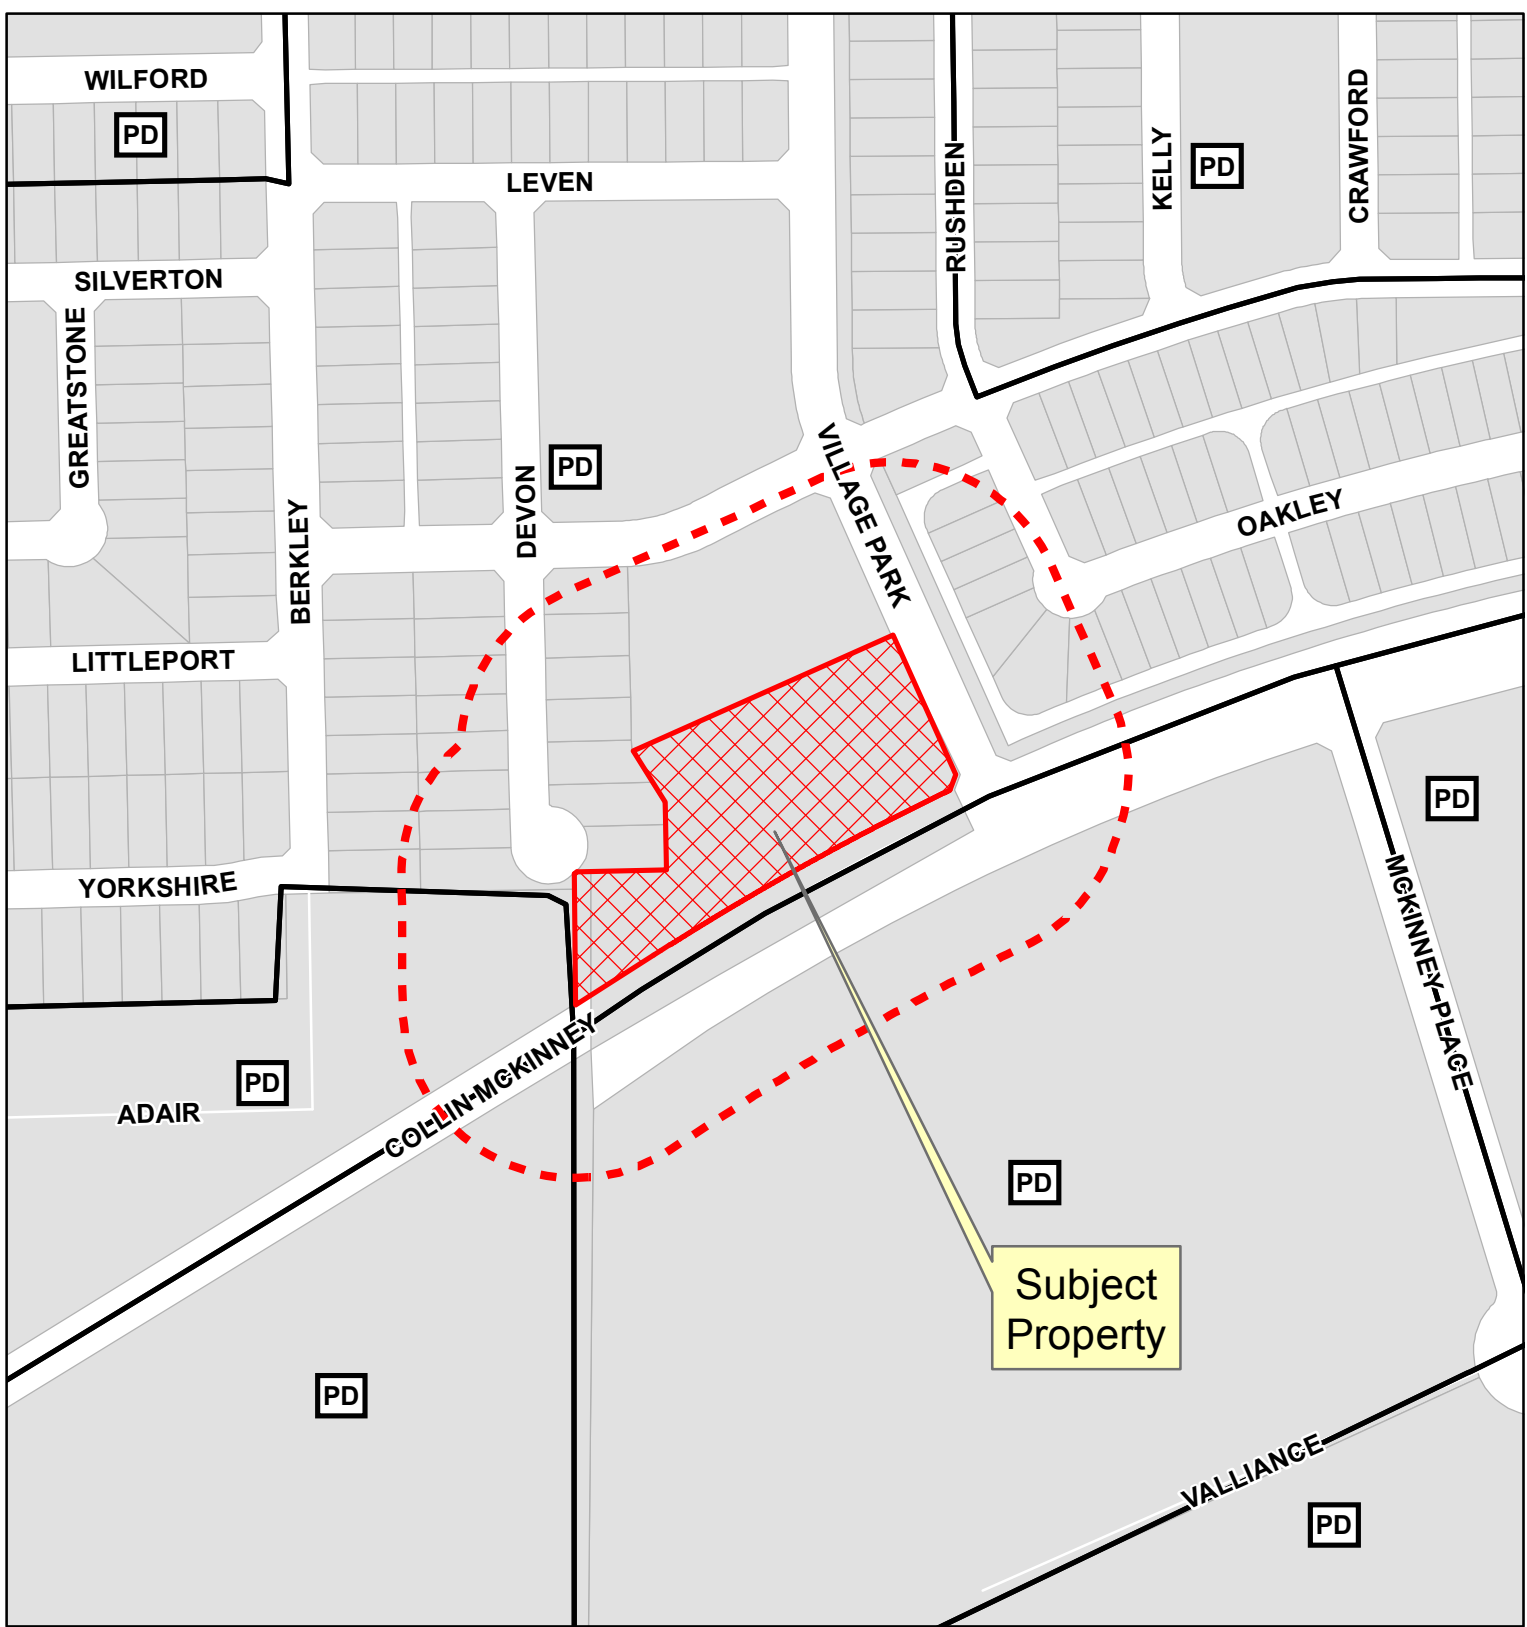 WILFORD
PD
LEVEN
RUSHDEN
KELLY
PD
CRAWFORD
SILVERTON
GREATSTONE
BERKLEY
DEVON
PD
VILLAGE PARK
OAKLEY
LITTLEPORT
YORKSHIRE
PD
MCKINNEY PLACE
PD
ADAIR
COLLIN-MCKINNEY
PD
Subject
Property
PD
VALLIANCE
PD